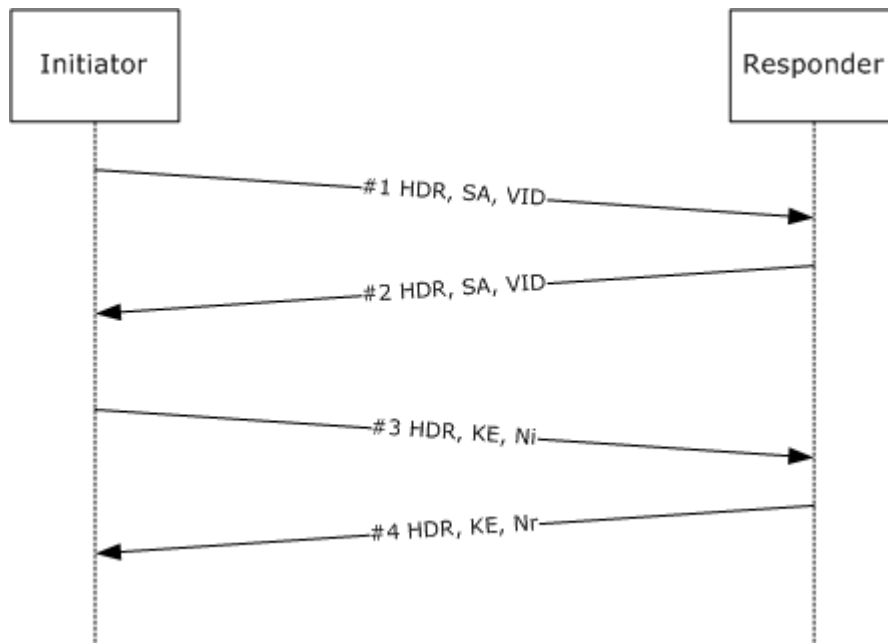 Initiator
Responder
#1 HDR, SA, VID
#2 HDR, SA, VID
#3 HDR, KE, Ni
#4 HDR, KE, Nr